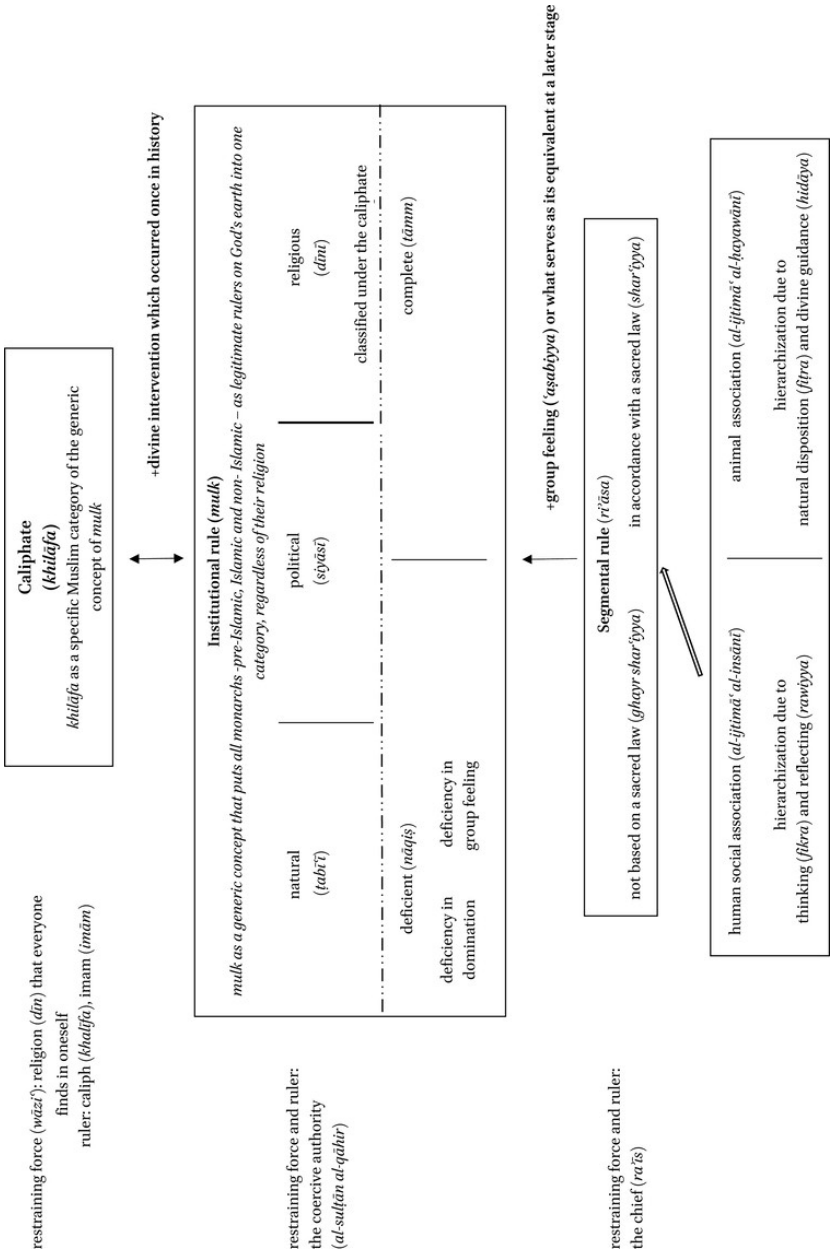 restraining force (wāziʿ): religion (dīn) that everyone
finds in oneself
ruler: caliph (khalīfa), imam (imām)
Caliphate
(khilāfa)
khilāfa as a specific Muslim category of the generic
concept of mulk
+divine intervention which occurred once in history
restraining force and ruler:
the coercive authority
(al-sulṭān al-qāhir)
Institutional rule (mulk)
mulk as a generic concept that puts all monarchs -pre-Islamic, Islamic and non- Islamic – as legitimate rulers on God’s earth into one
category, regardless of their religion
natural
(ṭabīʿī)
political
(siyāsī)
religious
(dīnī)
classified under the caliphate
deficient (nāqiṣ)
complete (tāmm)
deficiency in
domination
deficiency in
group feeling
+group feeling (ʿaṣabiyya) or what serves as its equivalent at a later stage
restraining force and ruler:
the chief (raʾīs)
Segmental rule (riʾāsa)
not based on a sacred law (ghayr sharʿiyya)
in accordance with a sacred law (sharʿiyya)
human social association (al-ijtimāʿ al-insānī)
animal association (al-ijtimāʿ al-ḥayawānī)
hierarchization due to
thinking (fikra) and reflecting (rawiyya)
hierarchization due to
natural disposition (fiṭra) and divine guidance (hidāya)